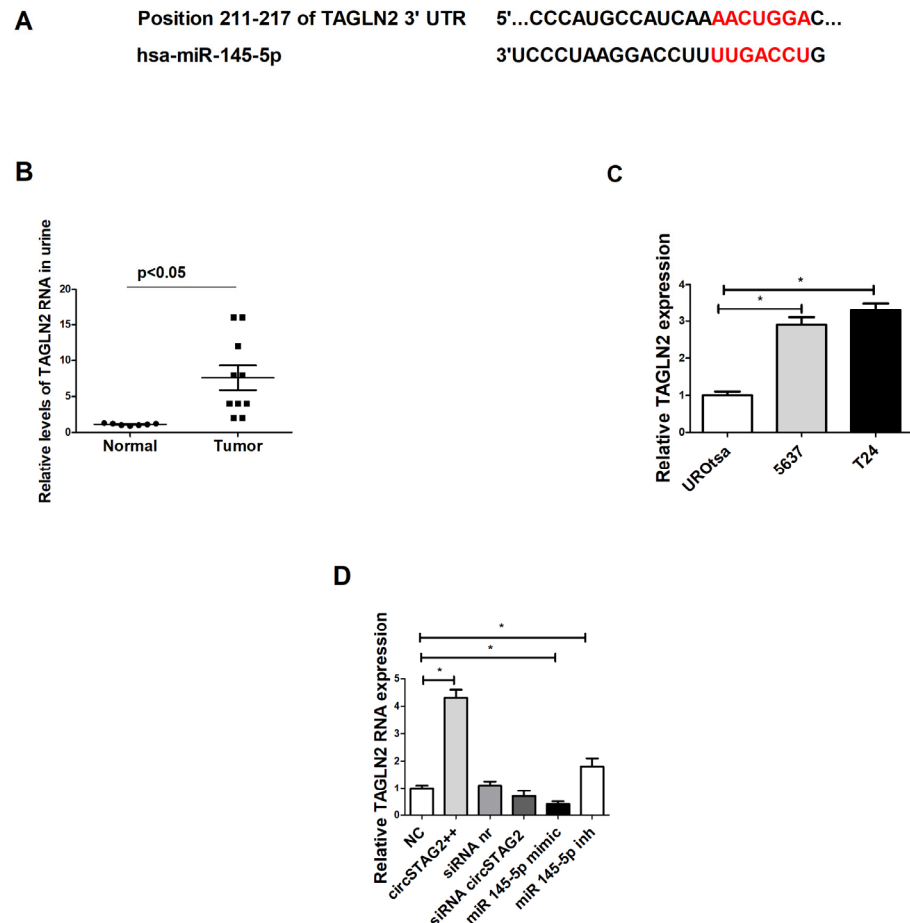 A
Position 211-217 of TAGLN2 3' UTR 5'...CCCAUGCCAUCAAAACUGGAC...
hsa-miR-145-5p 3'UCCCUAAGGACCUUUUGACCUG
B
Relative levels of TAGLN2 RNA in urine
p<0.05
20
15
10
5
0
Normal Tumor
C
Relative TAGLN2 expression
*
*
4
3
2
1
0
UROtsa 5637 T24
D
Relative TAGLN2 RNA expression
*
*
*
5
4
3
2
1
0
NC circSTAG2++ siRNA nr siRNA circSTAG2 miR 145-5p mimic miR 145-5p inh